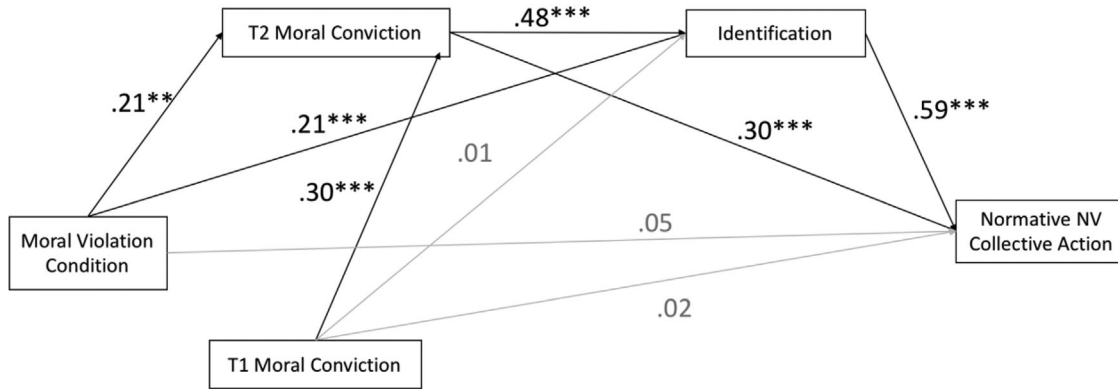 T2 Moral Conviction
.48***
Identification
.21**
.21***
.01
.30***
.30***
.59***
Moral Violation
Condition
.05
Normative NV
Collective Action
.02
T1 Moral Conviction